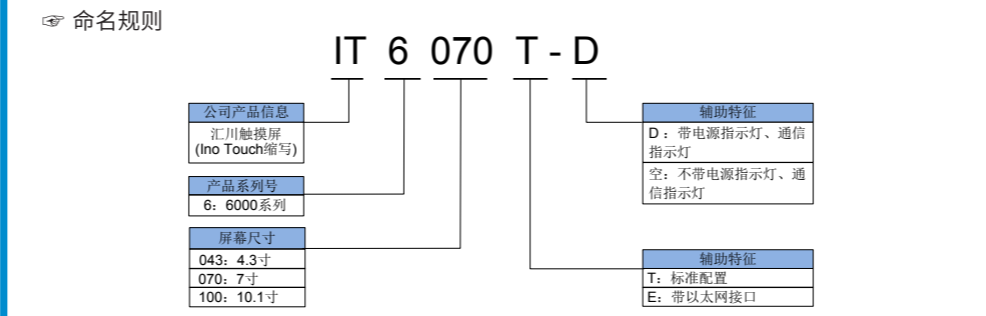 ☞ 命名规则
IT 6 070 T - D
公司产品信息
汇川触摸屏
(Ino Touch缩写)
产品系列号
6：6000系列
屏幕尺寸
043：4.3寸
070：7寸
100：10.1寸
辅助特征
D ：带电源指示灯、通信
指示灯
空：不带电源指示灯、通
信指示灯
辅助特征
T：标准配置
E：带以太网接口